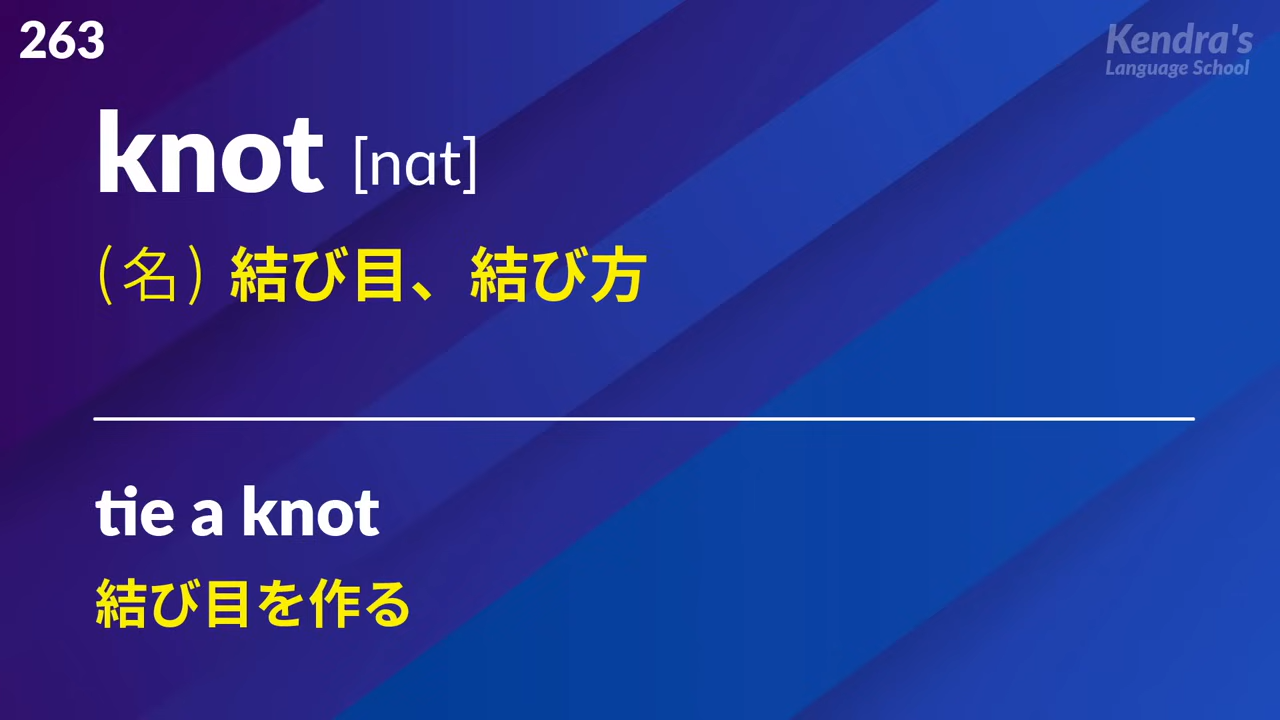 263
Kendra's
Language School
knot [nat]
(名) 結び目、結び方
tie a knot
結び目を作る